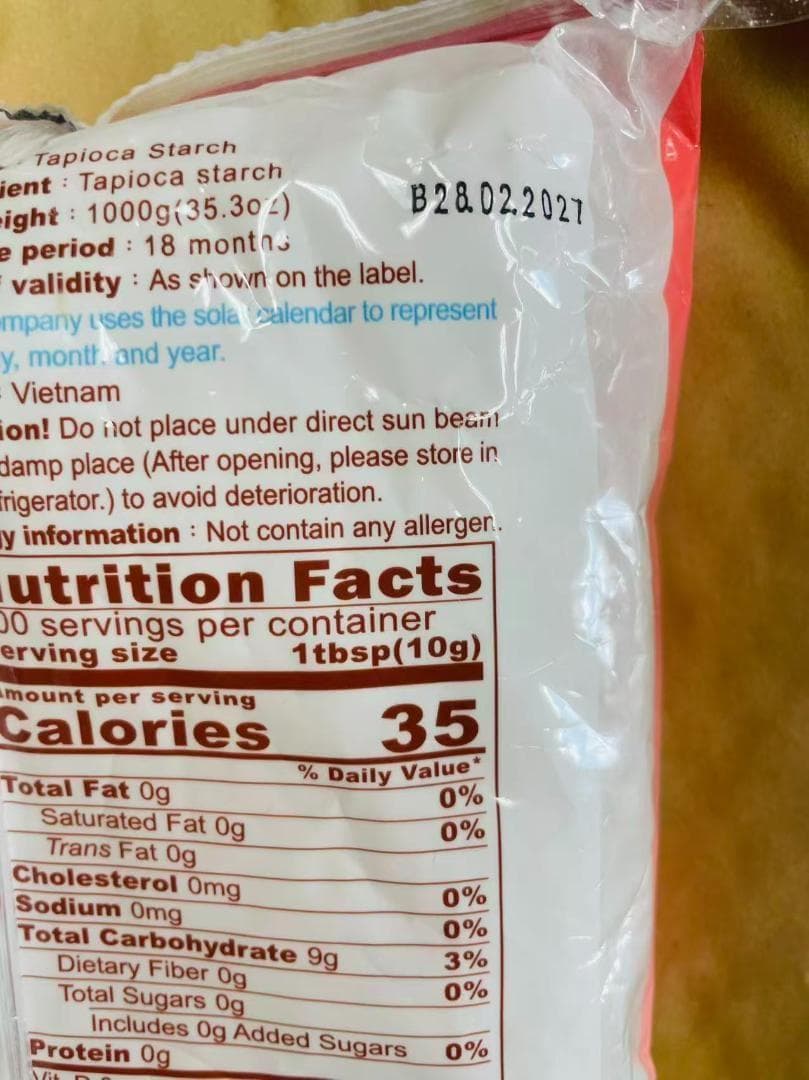 Tapioca Starch
ient : Tapioca starch
eight : 1000g(35.3oz)
e period : 18 months
validity : As shown on the label.
mpany uses the solar calendar to represent
y, month and year.
: Vietnam
ion! Do not place under direct sun beam
damp place (After opening, please store in
frigerator.) to avoid deterioration.
y information : Not contain any allergen.
B28.02.2027
utrition Facts
00 servings per container
erving size 1tbsp(10g)
mount per serving
Calories 35
% Daily Value*
Total Fat 0g 0%
Saturated Fat 0g 0%
Trans Fat 0g
Cholesterol 0mg 0%
Sodium 0mg 0%
Total Carbohydrate 9g 3%
Dietary Fiber 0g 0%
Total Sugars 0g
Includes 0g Added Sugars 0%
Protein 0g